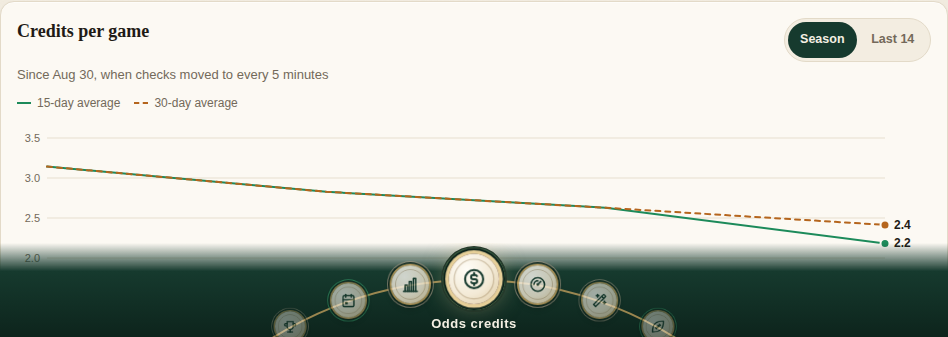 Credits per game
Season
Last 14
Since Aug 30, when checks moved to every 5 minutes
15-day average
30-day average
3.5
3.0
2.5
2.4
2.2
2.0
Odds credits